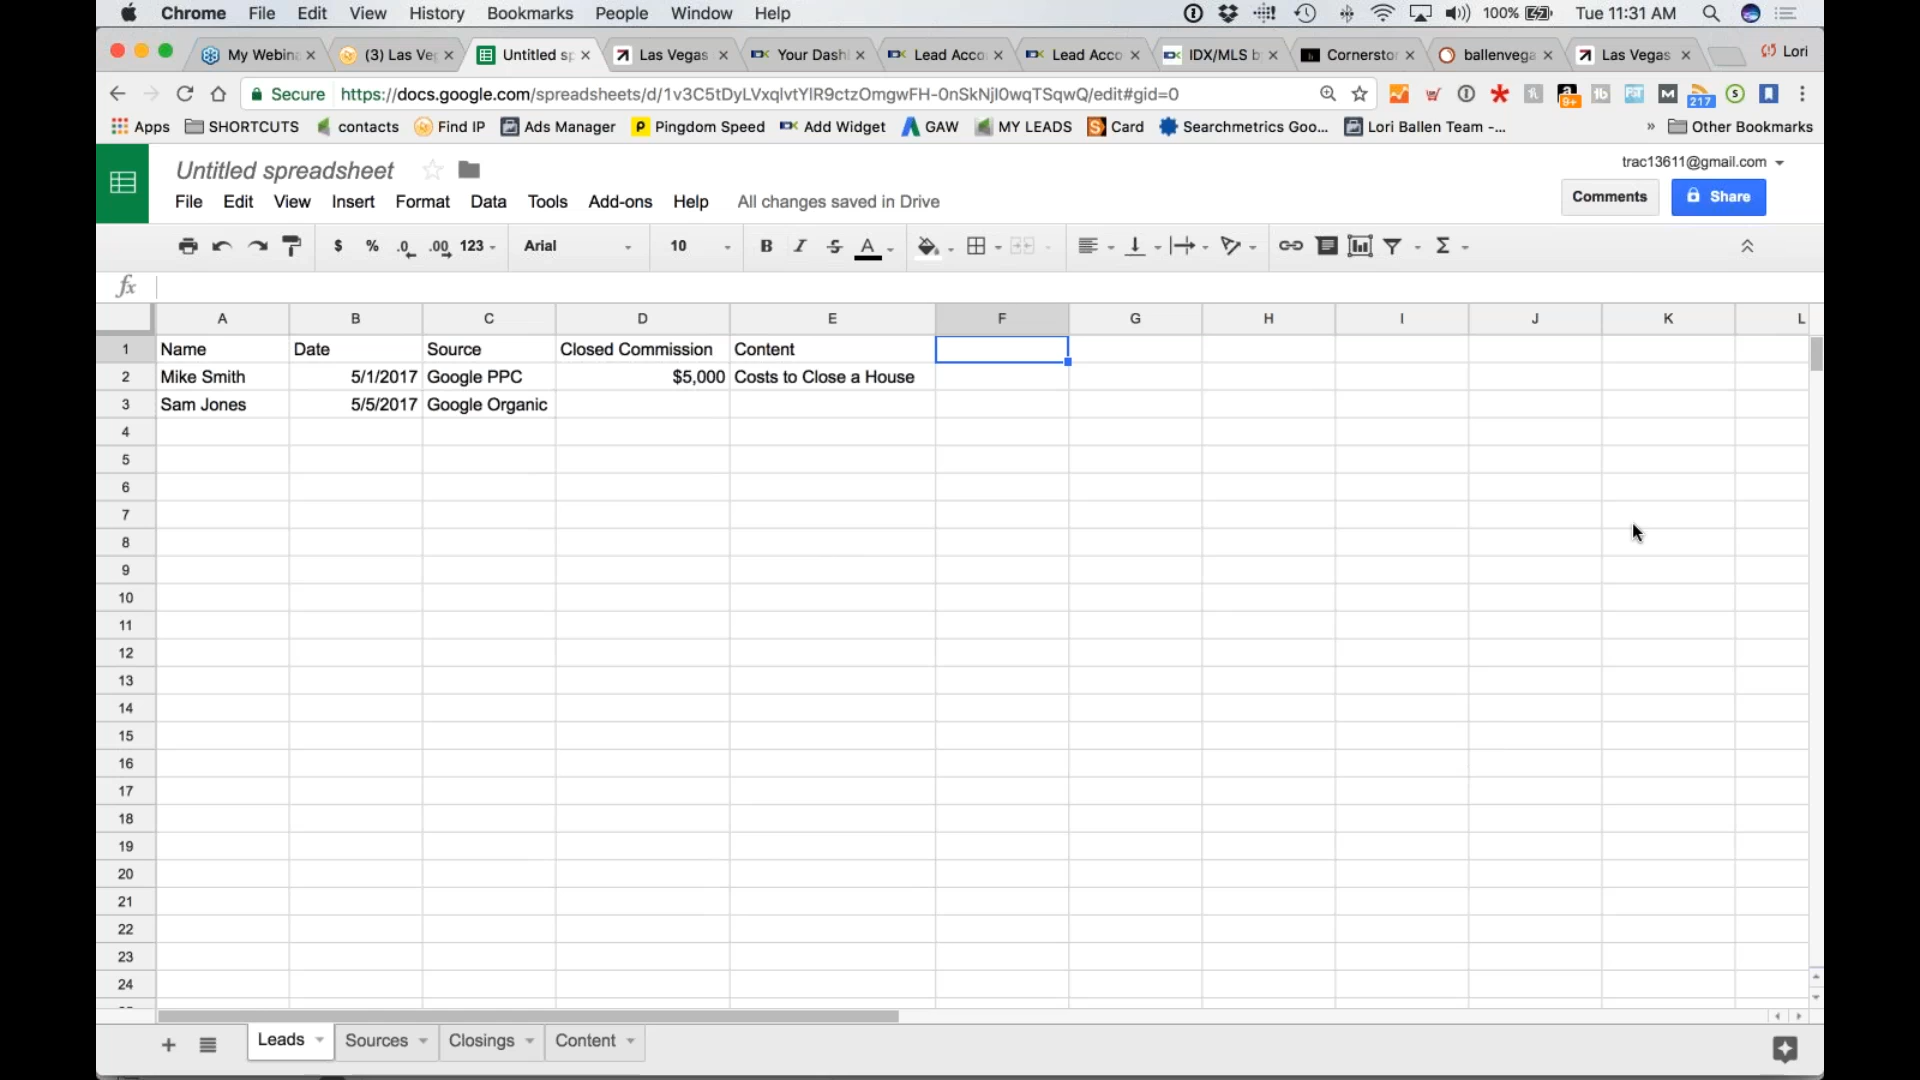 Chrome File Edit View History Bookmarks People Window Help 100% Tue 11:31 AM
My Webin (3) Las Ve Untitled sp Las Vegas Your Dash Lead Acco Lead Acco IDX/MLS b Cornerstor ballenvega Las Vegas Lori
Secure https://docs.google.com/spreadsheets/d/1v3C5tDyLVxqlvtYlR9ctzOmgwFH-0nSkNjl0wqTSqwQ/edit#gid=0 9+ 217
Apps SHORTCUTS contacts Find IP Ads Manager Pingdom Speed Add Widget GAW MY LEADS Card Searchmetrics Goo... Lori Ballen Team -... » Other Bookmarks
Untitled spreadsheet trac13611@gmail.com
File Edit View Insert Format Data Tools Add-ons Help All changes saved in Drive Comments Share
$ % .0 .00 123 Arial 10 B I S A Σ
fx
A B C D E F G H I J K L
1 Name Date Source Closed Commission Content
2 Mike Smith 5/1/2017 Google PPC $5,000 Costs to Close a House
3 Sam Jones 5/5/2017 Google Organic
4
5
6
7
8
9
10
11
12
13
14
15
16
17
18
19
20
21
22
23
24
+ Leads Sources Closings Content